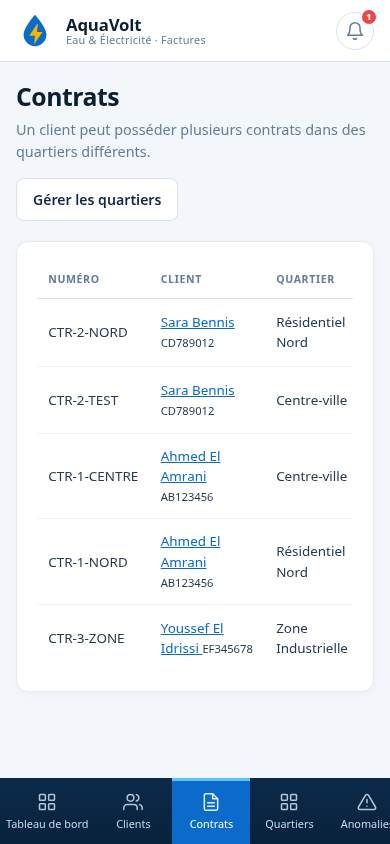 AquaVolt
Eau & Électricité · Factures
1
Contrats
Un client peut posséder plusieurs contrats dans des
quartiers différents.
Gérer les quartiers
NUMÉRO CLIENT QUARTIER
CTR-2-NORD
Sara Bennis
CD789012
Résidentiel
Nord
CTR-2-TEST
Sara Bennis
CD789012
Centre-ville
CTR-1-CENTRE
Ahmed El
Amrani
AB123456
Centre-ville
CTR-1-NORD
Ahmed El
Amrani
AB123456
Résidentiel
Nord
CTR-3-ZONE
Youssef El
Idrissi EF345678
Zone
Industrielle
Tableau de bord Clients Contrats Quartiers Anomalie